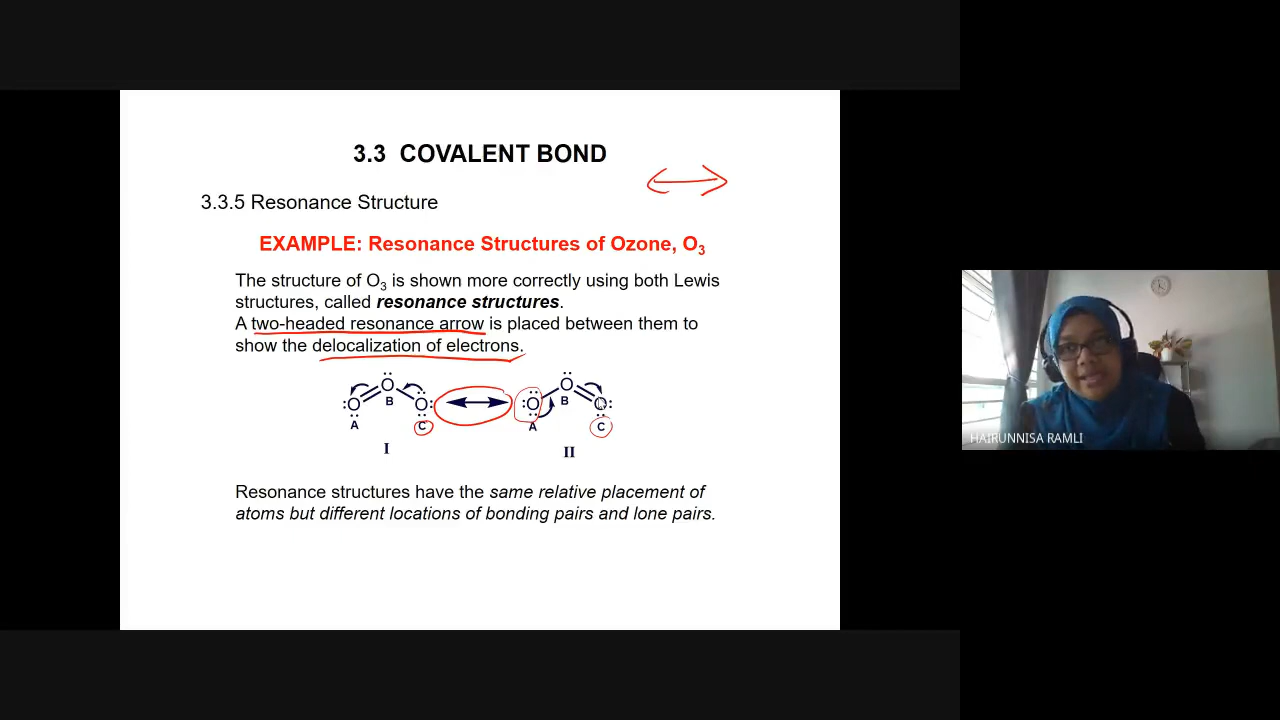 3.3 COVALENT BOND
3.3.5 Resonance Structure
EXAMPLE: Resonance Structures of Ozone, O3
The structure of O3 is shown more correctly using both Lewis
structures, called resonance structures.
A two-headed resonance arrow is placed between them to
show the delocalization of electrons.
O O O O O O
A B C A B C
I II
Resonance structures have the same relative placement of
atoms but different locations of bonding pairs and lone pairs.
HAIRUNNISA RAMLI